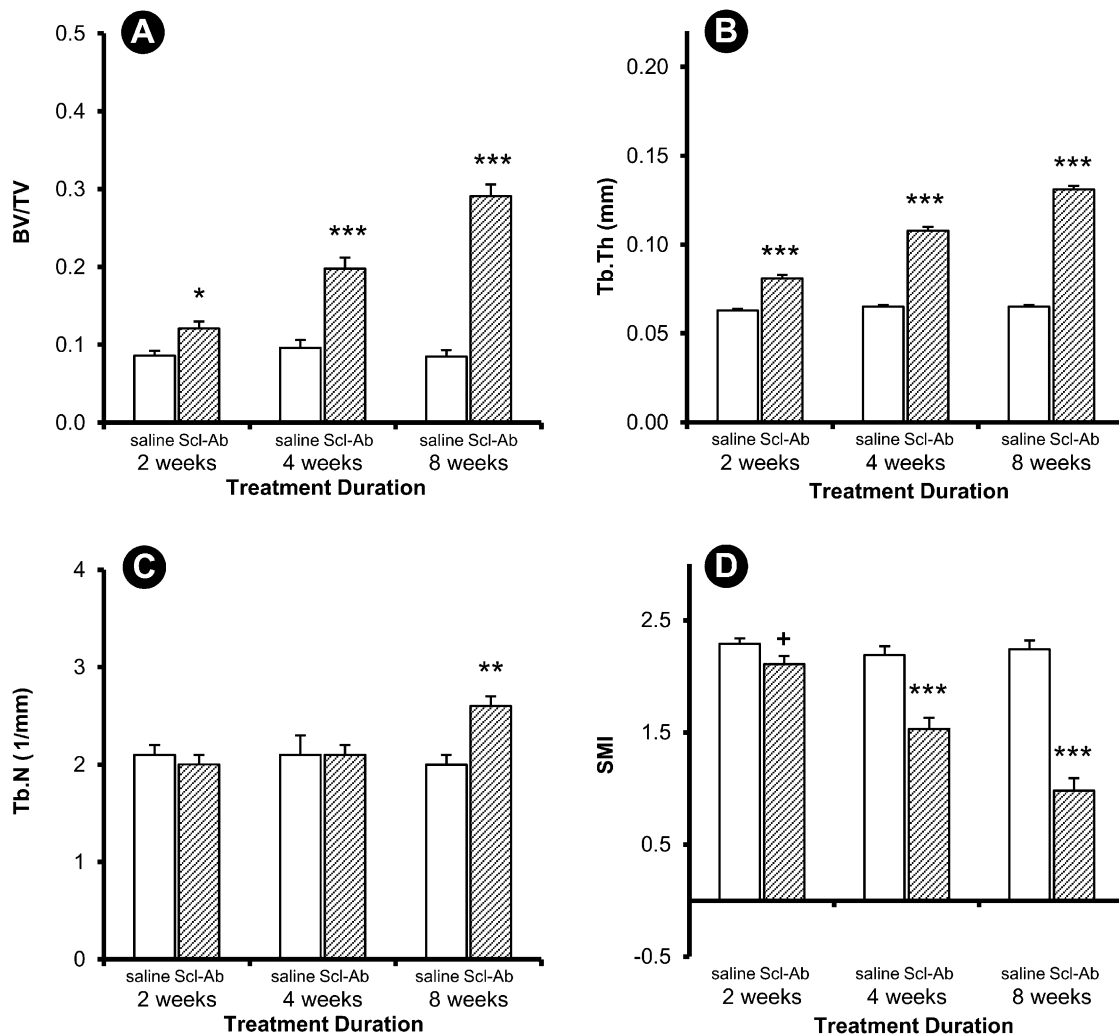 A
BV/TV
0.5
0.4
0.3
0.2
0.1
0.0
*
***
***
saline Scl-Ab saline Scl-Ab saline Scl-Ab
2 weeks 4 weeks 8 weeks
Treatment Duration
B
Tb.Th (mm)
0.20
0.15
0.10
0.05
0.00
***
***
***
saline Scl-Ab saline Scl-Ab saline Scl-Ab
2 weeks 4 weeks 8 weeks
Treatment Duration
C
Tb.N ( 1/mm)
4
3
2
1
0
**
saline Scl-Ab saline Scl-Ab saline Scl-Ab
2 weeks 4 weeks 8 weeks
Treatment Duration
D
SMI
2.5
1.5
0.5
-0.5
+
***
***
saline Scl-Ab saline Scl-Ab saline Scl-Ab
2 weeks 4 weeks 8 weeks
Treatment Duration